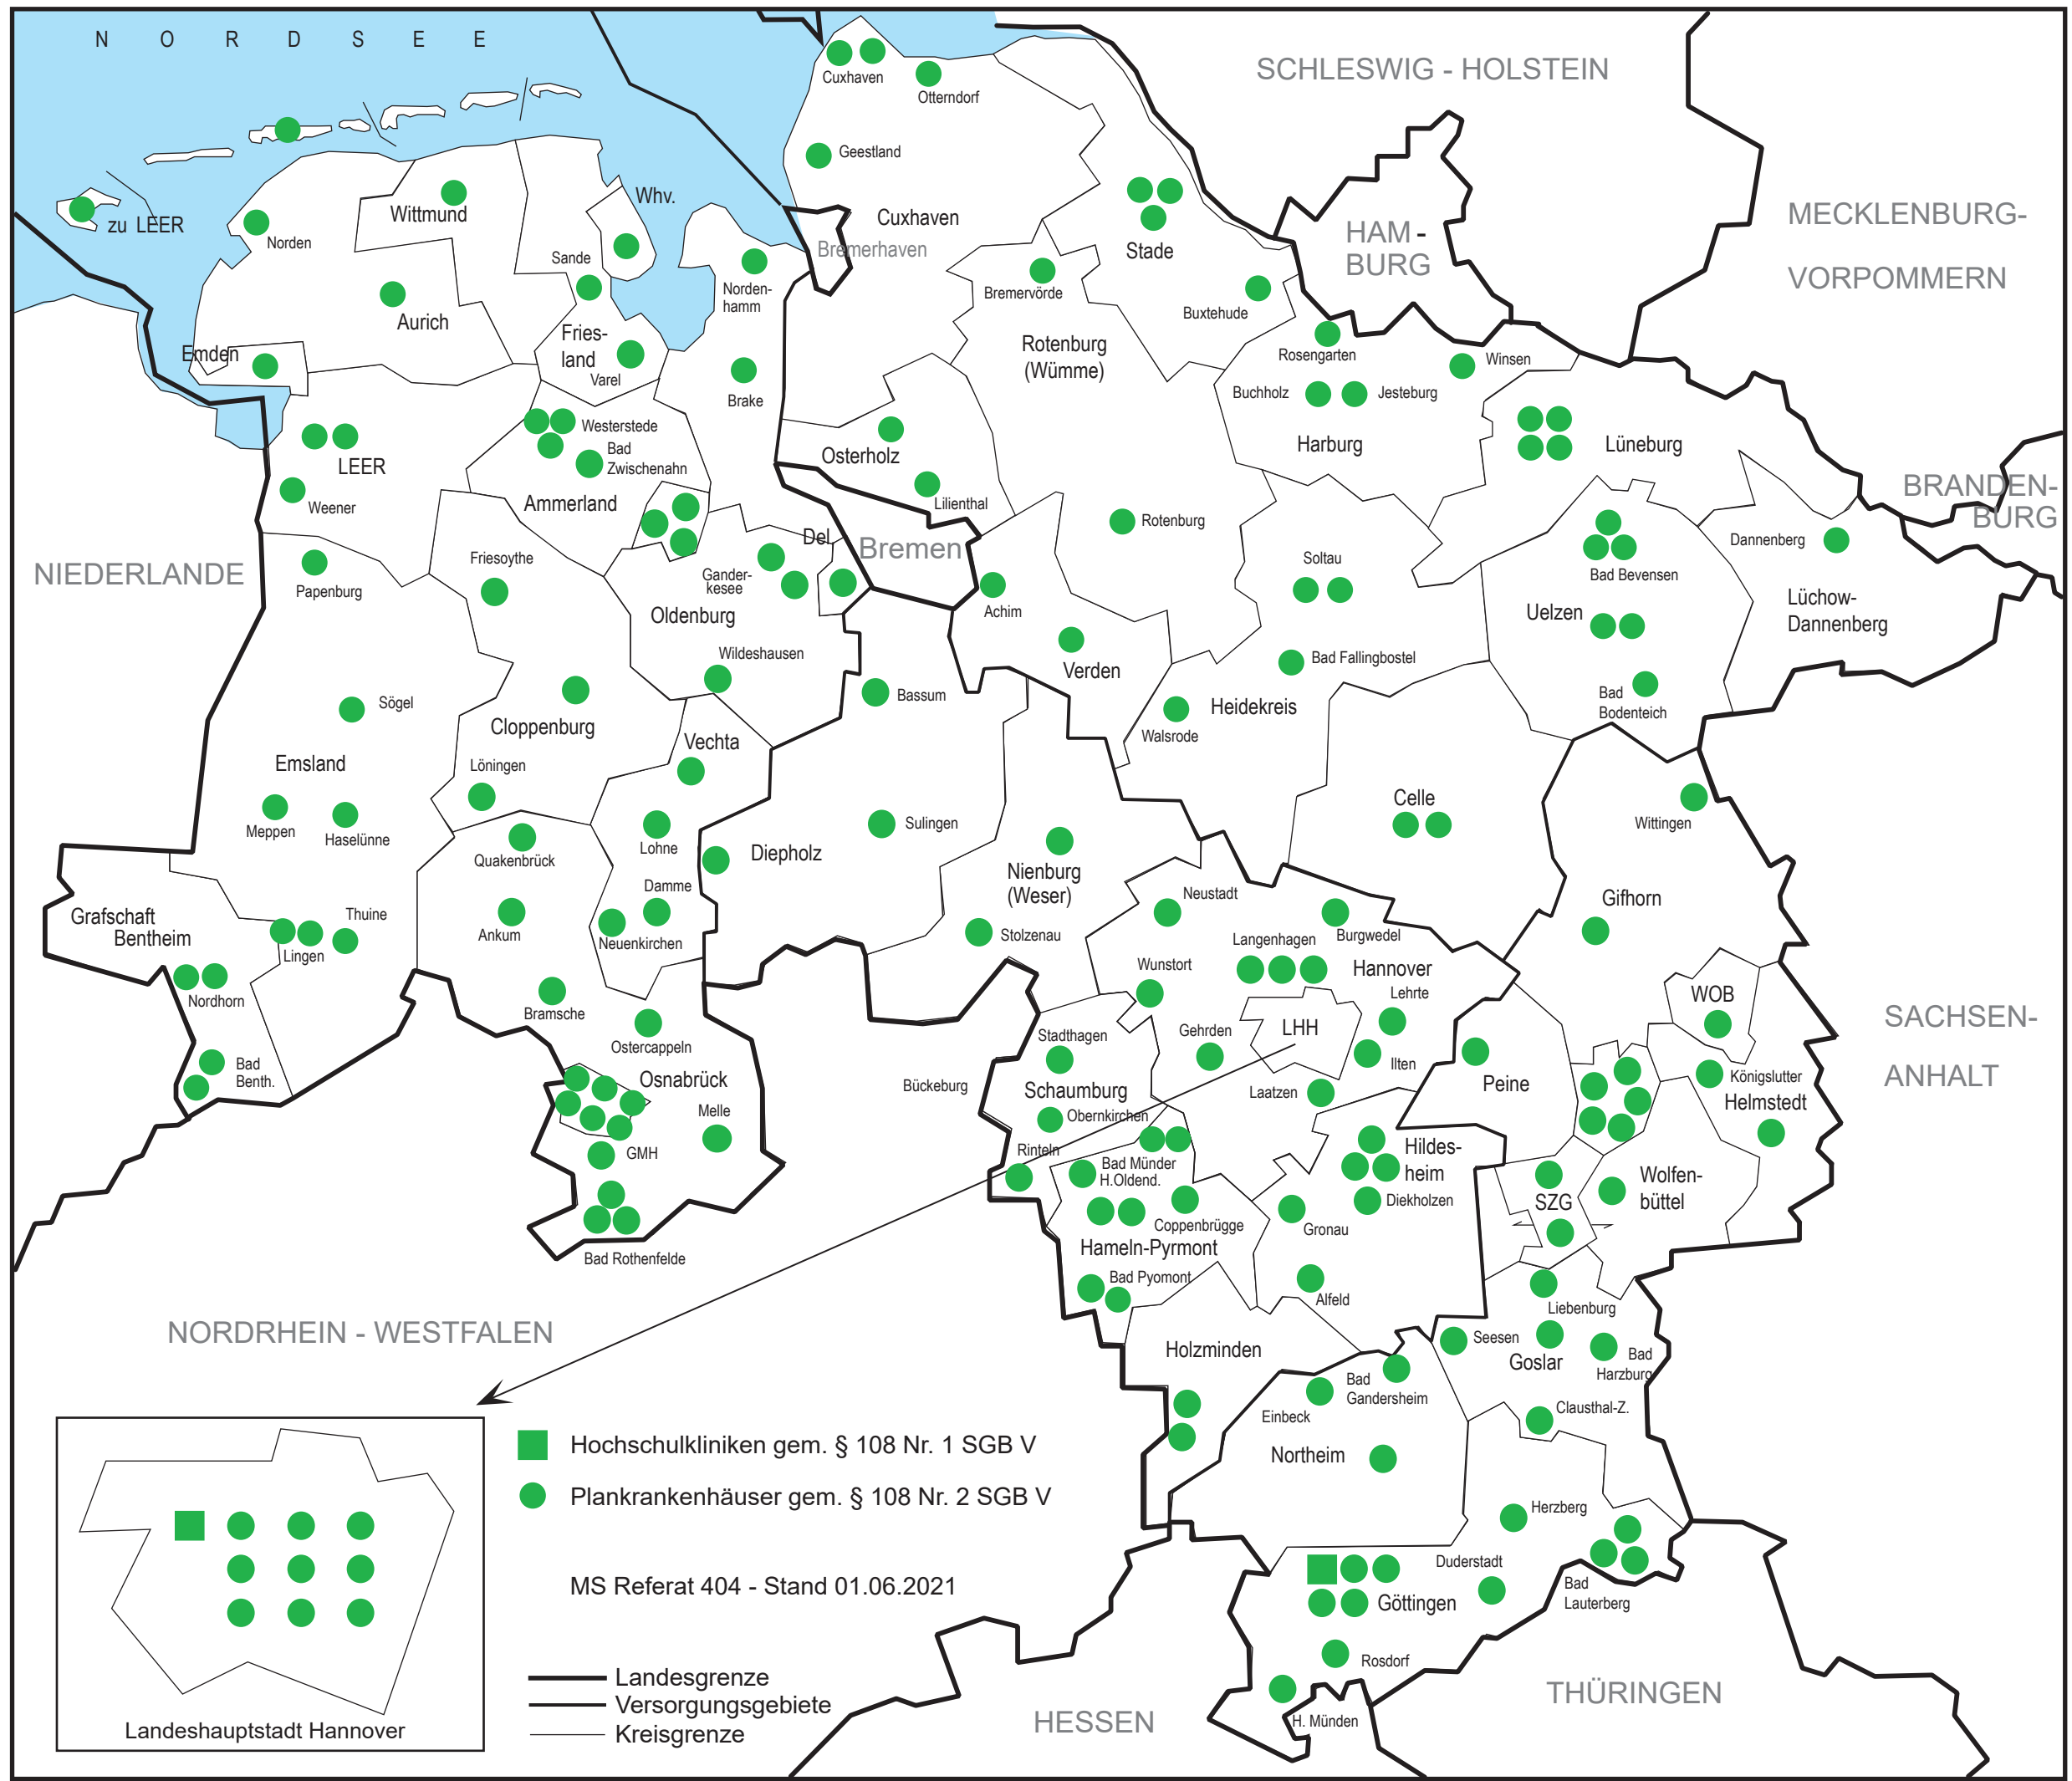 N O R D S E E
SCHLESWIG - HOLSTEIN
Cuxhaven
Otterndorf
Geestland
Cuxhaven
Bremerhaven
Whv.
Wittmund
zu LEER
Norden
Sande
Norden-
hamm
Aurich
Emden
Fries-
land
Varel
Brake
Stade
Bremervörde
Buxtehude
HAM -
BURG
MECKLENBURG-
VORPOMMERN
Rotenburg
(Wümme)
Rosengarten
Winsen
Buchholz
Jesteburg
Harburg
Lüneburg
BRANDEN-
BURG
Westerstede
Bad
Zwischenahn
LEER
Weener
Ammerland
Osterholz
Lilienthal
Rotenburg
Del.
Bremen
NIEDERLANDE
Papenburg
Friesoythe
Gander-
kesee
Oldenburg
Achim
Soltau
Bad Bevensen
Dannenberg
Uelzen
Lüchow-
Dannenberg
Wildeshausen
Verden
Bad Fallingbostel
Sögel
Cloppenburg
Bassum
Heidekreis
Bad
Bodenteich
Walsrode
Vechta
Emsland
Löningen
Meppen
Haselünne
Celle
Wittingen
Quakenbrück
Lohne
Diepholz
Sulingen
Nienburg
(Weser)
Damme
Neustadt
Gifhorn
Grafschaft
Bentheim
Thuine
Lingen
Ankum
Neuenkirchen
Stolzenau
Burgwedel
Langenhagen
Hannover
Wunstort
Lehrte
WOB
Nordhorn
Bramsche
Ostercappeln
SACHSEN-
ANHALT
Stadthagen
Gehrden
LHH
Ilten
Bad
Benth.
Osnabrück
Bückeburg
Schaumburg
Laatzen
Peine
Königslutter
Helmstedt
Melle
Obernkirchen
Rinteln
GMH
Bad Münder
H.Oldend.
Hildes-
heim
Diekholzen
Wolfen-
büttel
SZG
Coppenbrügge
Gronau
Hameln-Pyrmont
Bad Rothenfelde
Bad Pyomont
Alfeld
Liebenburg
NORDRHEIN - WESTFALEN
Holzminden
Seesen
Goslar
Bad
Harzburg
Bad
Gandersheim
Einbeck
Clausthal-Z.
Northeim
Hochschulkliniken gem. § 108 Nr. 1 SGB V
Plankrankenhäuser gem. § 108 Nr. 2 SGB V
Herzberg
Duderstadt
MS Referat 404 - Stand 01.06.2021
Göttingen
Bad
Lauterberg
Rosdorf
Landesgrenze
Versorgungsgebiete
Kreisgrenze
Landeshauptstadt Hannover
HESSEN
H. Münden
THÜRINGEN